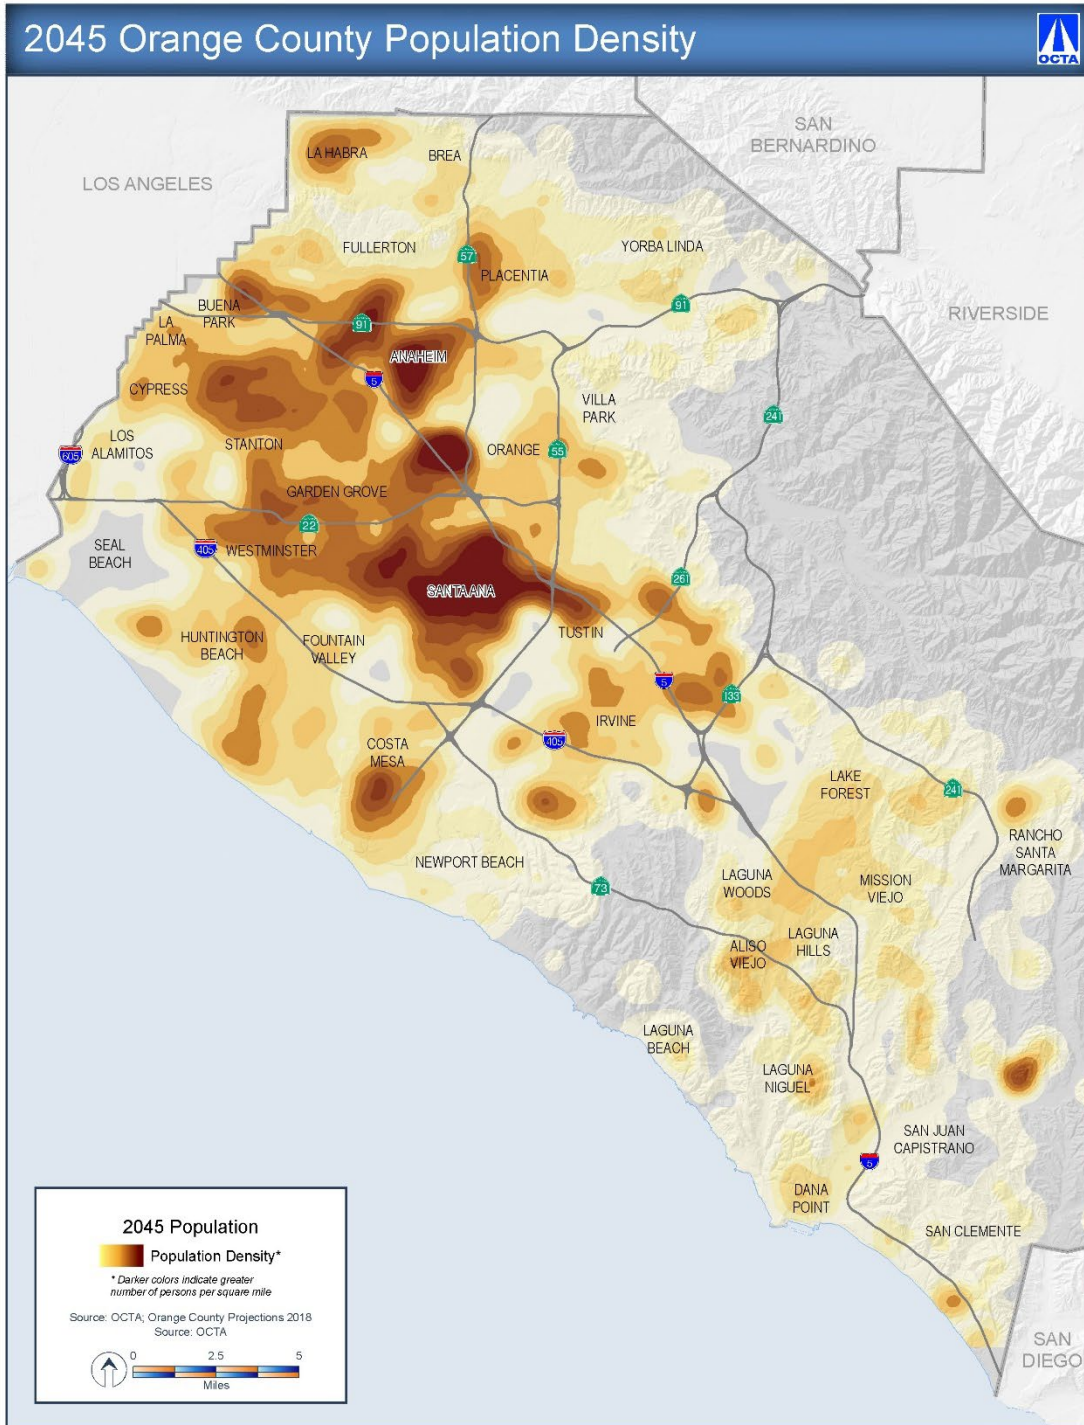 2045 Orange County Population Density
OCTA
SAN
BERNARDINO
LOS ANGELES
LA HABRA
BREA
FULLERTON
57
PLACENTIA
YORBA LINDA
BUENA
PARK
91
91
RIVERSIDE
LA
PALMA
ANAHEIM
5
CYPRESS
VILLA
PARK
241
LOS
ALAMITOS
STANTON
ORANGE
55
605
GARDEN GROVE
22
SEAL
BEACH
405
WESTMINSTER
SANTA ANA
261
TUSTIN
HUNTINGTON
BEACH
FOUNTAIN
VALLEY
5
133
IRVINE
405
COSTA
MESA
LAKE
FOREST
241
RANCHO
SANTA
MARGARITA
NEWPORT BEACH
73
LAGUNA
WOODS
MISSION
VIEJO
LAGUNA
HILLS
ALISO
VIEJO
LAGUNA
BEACH
LAGUNA
NIGUEL
SAN JUAN
CAPISTRANO
5
DANA
POINT
SAN CLEMENTE
SAN
DIEGO
2045 Population
Population Density*
* Darker colors indicate greater
number of persons per square mile
Source: OCTA; Orange County Projections 2018
Source: OCTA
0 2.5 5
Miles